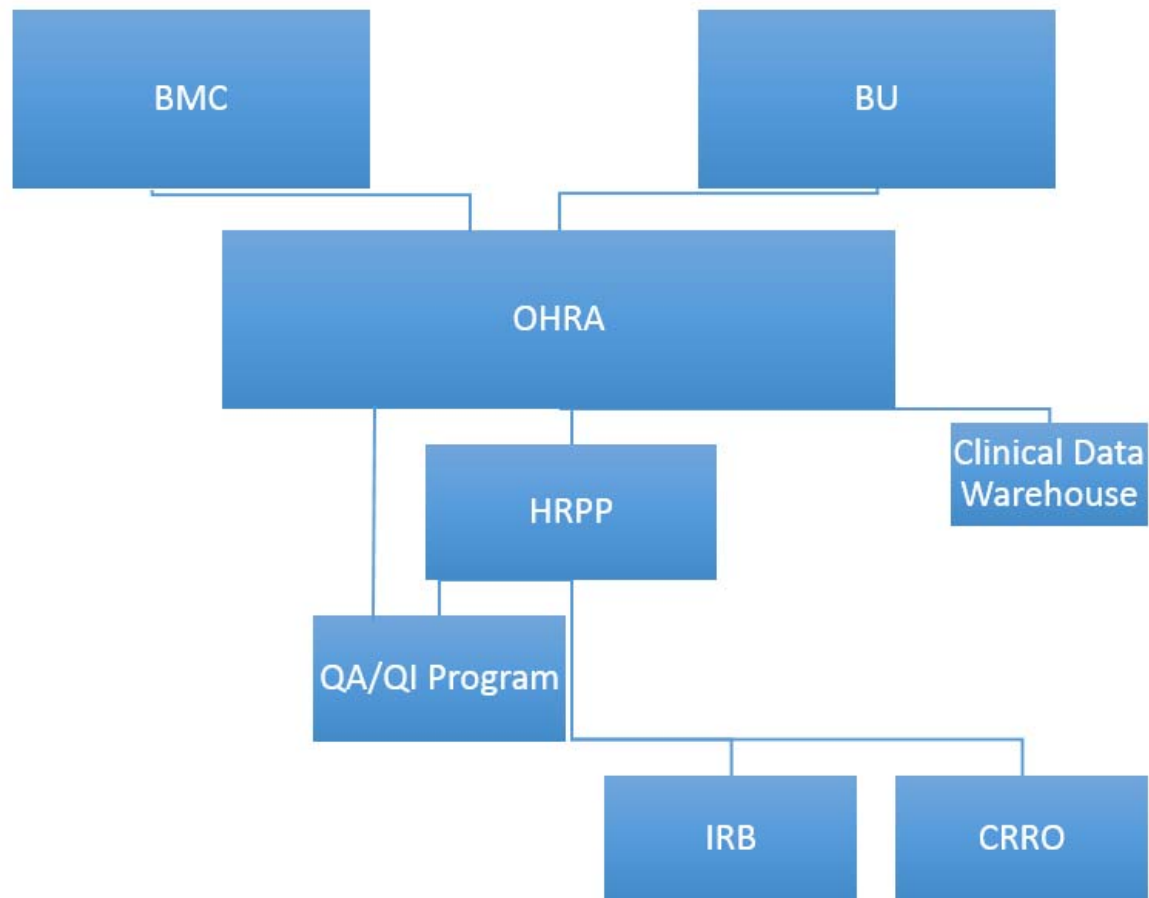 BMC
BU
OHRA
Clinical Data
Warehouse
HRPP
QA/QI Program
IRB
CRRO